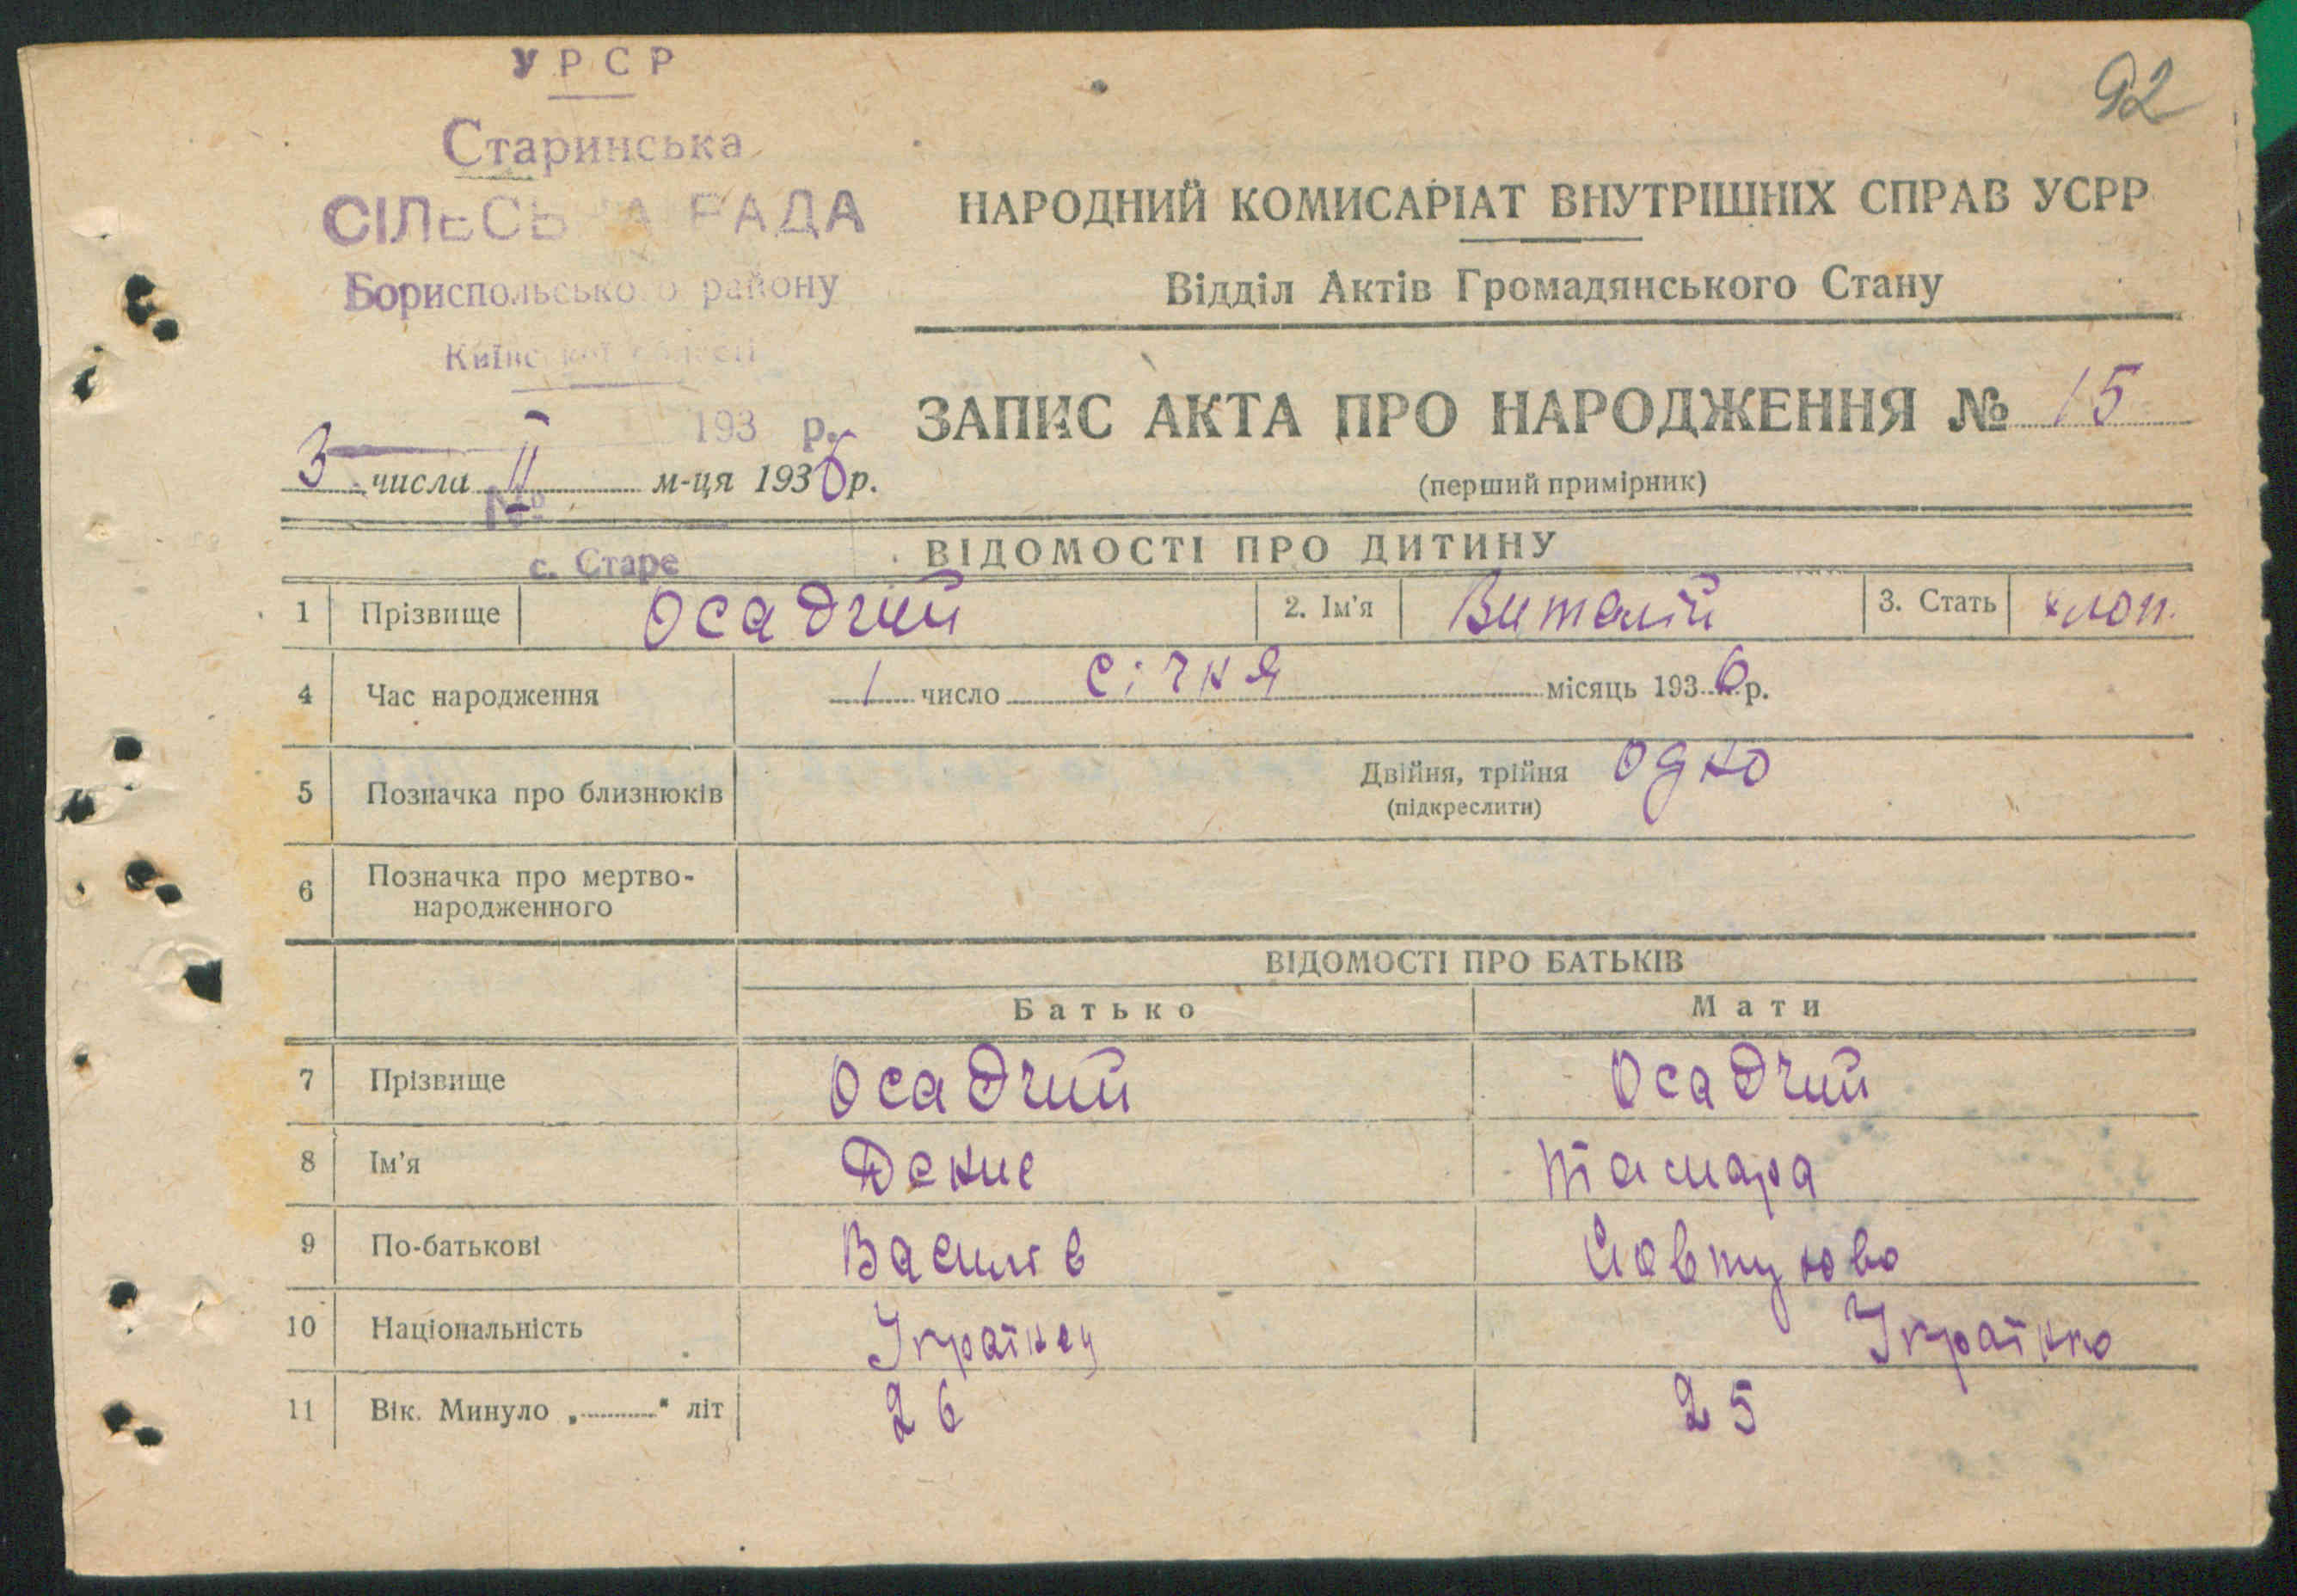 92
УРСР
Старинська
СІЛЬСЬКА РАДА
Бориспольського району
Київської області
193 р.
№
с. Старе
НАРОДНИЙ КОМИСАРІАТ ВНУТРІШНІХ СПРАВ УСРР
Відділ Актів Громадянського Стану
ЗАПИС АКТА ПРО НАРОДЖЕННЯ № 15
(перший примірник)
3 числа II м-ця 1936 р.
ВІДОМОСТІ ПРО ДИТИНУ
1 Прізвище Осадчий 2. Ім'я Виталій 3. Стать хлоп.
4 Час народження 1 число січня місяць 1936 р.
5 Позначка про близнюків Двійня, трійня одно
(підкреслити)
6 Позначка про мертво-
народженного
ВІДОМОСТІ ПРО БАТЬКІВ
Батько Мати
7 Прізвище Осадчий Осадчий
8 Ім'я Денис Тамара
9 По-батькові Василів
10 Національність Українец Українка
11 Вік. Минуло „ “ літ 26 25